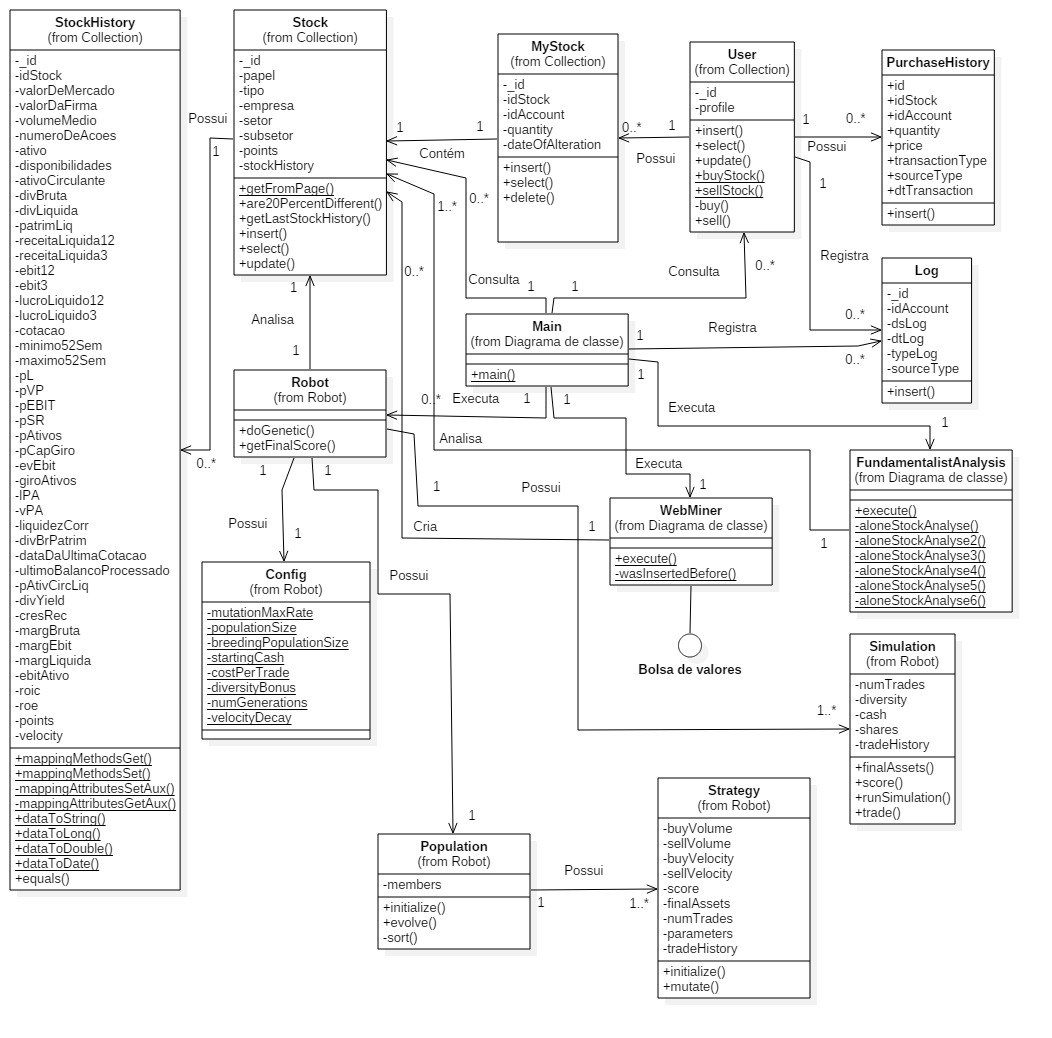 StockHistory
(from Collection)
-_id
-idStock
-valorDeMercado
-valorDaFirma
-volumeMedio
-numeroDeAcoes
-ativo
-disponibilidades
-ativoCirculante
-divBruta
-divLiquida
-patrimLiq
-receitaLiquida12
-receitaLiquida3
-ebit12
-ebit3
-lucroLiquido12
-lucroLiquido3
-cotacao
-minimo52Sem
-maximo52Sem
-pL
-pVP
-pEBIT
-pSR
-pAtivos
-pCapGiro
-evEbit
-giroAtivos
-lPA
-vPA
-liquidezCorr
-divBrPatrim
-dataDaUltimaCotacao
-ultimoBalancoProcessado
-pAtivCircLiq
-divYield
-cresRec
-margBruta
-margEbit
-margLiquida
-ebitAtivo
-roic
-roe
-points
-velocity
+mappingMethodsGet()
+mappingMethodsSet()
-mappingAttributesSetAux()
-mappingAttributesGetAux()
+dataToString()
+dataToLong()
+dataToDouble()
+dataToDate()
+equals()
Possui
1
0..*
Stock
(from Collection)
-_id
-papel
-tipo
-empresa
-setor
-subsetor
-points
-stockHistory
+getFromPage()
+are20PercentDifferent()
+getLastStockHistory()
+insert()
+select()
+update()
1
1
Contém
1..*
0..*
0..*
MyStock
(from Collection)
-_id
-idStock
-idAccount
-quantity
-dateOfAlteration
+insert()
+select()
+delete()
0..*
1
Possui
User
(from Collection)
-_id
-profile
+insert()
+select()
+update()
+buyStock()
+sellStock()
-buy()
+sell()
1
0..*
Possui
1
PurchaseHistory
+id
+idStock
+idAccount
+quantity
+price
+transactionType
+sourceType
+dtTransaction
+insert()
Registra
0..*
Log
-_id
-idAccount
-dsLog
-dtLog
-typeLog
-sourceType
+insert()
Consulta
0..*
Consulta
1
1
Main
(from Diagrama de classe)
+main()
1
Registra
0..*
1
Executa
1
1
Analisa
1
Robot
(from Robot)
+doGenetic()
+getFinalScore()
0..*
Executa
1
1
Analisa
Executa
1
FundamentalistAnalysis
(from Diagrama de classe)
+execute()
-aloneStockAnalyse()
-aloneStockAnalyse2()
-aloneStockAnalyse3()
-aloneStockAnalyse4()
-aloneStockAnalyse5()
-aloneStockAnalyse6()
1
1
1
1
Possui
WebMiner
(from Diagrama de classe)
+execute()
-wasInsertedBefore()
Cria
1
Bolsa de valores
Possui
1
Config
(from Robot)
-mutationMaxRate
-populationSize
-breedingPopulationSize
-startingCash
-costPerTrade
-diversityBonus
-numGenerations
-velocityDecay
Possui
1
1..*
Simulation
(from Robot)
-numTrades
-diversity
-cash
-shares
-tradeHistory
+finalAssets()
+score()
+runSimulation()
+trade()
Population
(from Robot)
-members
+initialize()
+evolve()
-sort()
Possui
1
1..*
Strategy
(from Robot)
-buyVolume
-sellVolume
-buyVelocity
-sellVelocity
-score
-finalAssets
-numTrades
-parameters
-tradeHistory
+initialize()
+mutate()